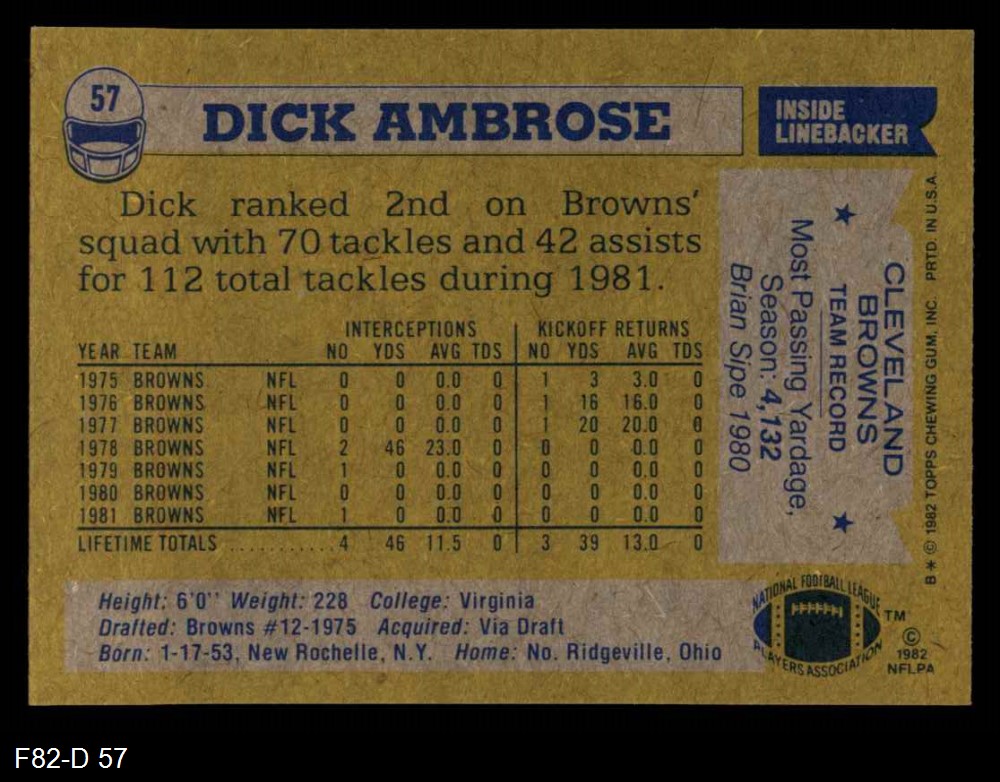 57
DICK AMBROSE
INSIDE
LINEBACKER
Dick ranked 2nd on Browns'
squad with 70 tackles and 42 assists
for 112 total tackles during 1981.
INTERCEPTIONS KICKOFF RETURNS
YEAR TEAM NO YDS AVG TDS NO YDS AVG TDS
1975 BROWNS NFL 0 0 0.0 0 1 3 3.0 0
1976 BROWNS NFL 0 0 0.0 0 1 16 16.0 0
1977 BROWNS NFL 0 0 0.0 0 1 20 20.0 0
1978 BROWNS NFL 2 46 23.0 0 0 0 0.0 0
1979 BROWNS NFL 1 0 0.0 0 0 0 0.0 0
1980 BROWNS NFL 0 0 0.0 0 0 0 0.0 0
1981 BROWNS NFL 1 0 0.0 0 0 0 0.0 0
LIFETIME TOTALS ........... 4 46 11.5 0 3 39 13.0 0
CLEVELAND
BROWNS
★ TEAM RECORD ★
Most Passing Yardage,
Season: 4,132
Brian Sipe 1980
B* © 1982 TOPPS CHEWING GUM, INC. PRTD. IN U.S.A.
Height: 6'0" Weight: 228 College: Virginia
Drafted: Browns #12-1975 Acquired: Via Draft
Born: 1-17-53, New Rochelle, N.Y. Home: No. Ridgeville, Ohio
NATIONAL FOOTBALL LEAGUE
PLAYERS ASSOCIATION
TM
©
1982
NFLPA
F82-D 57